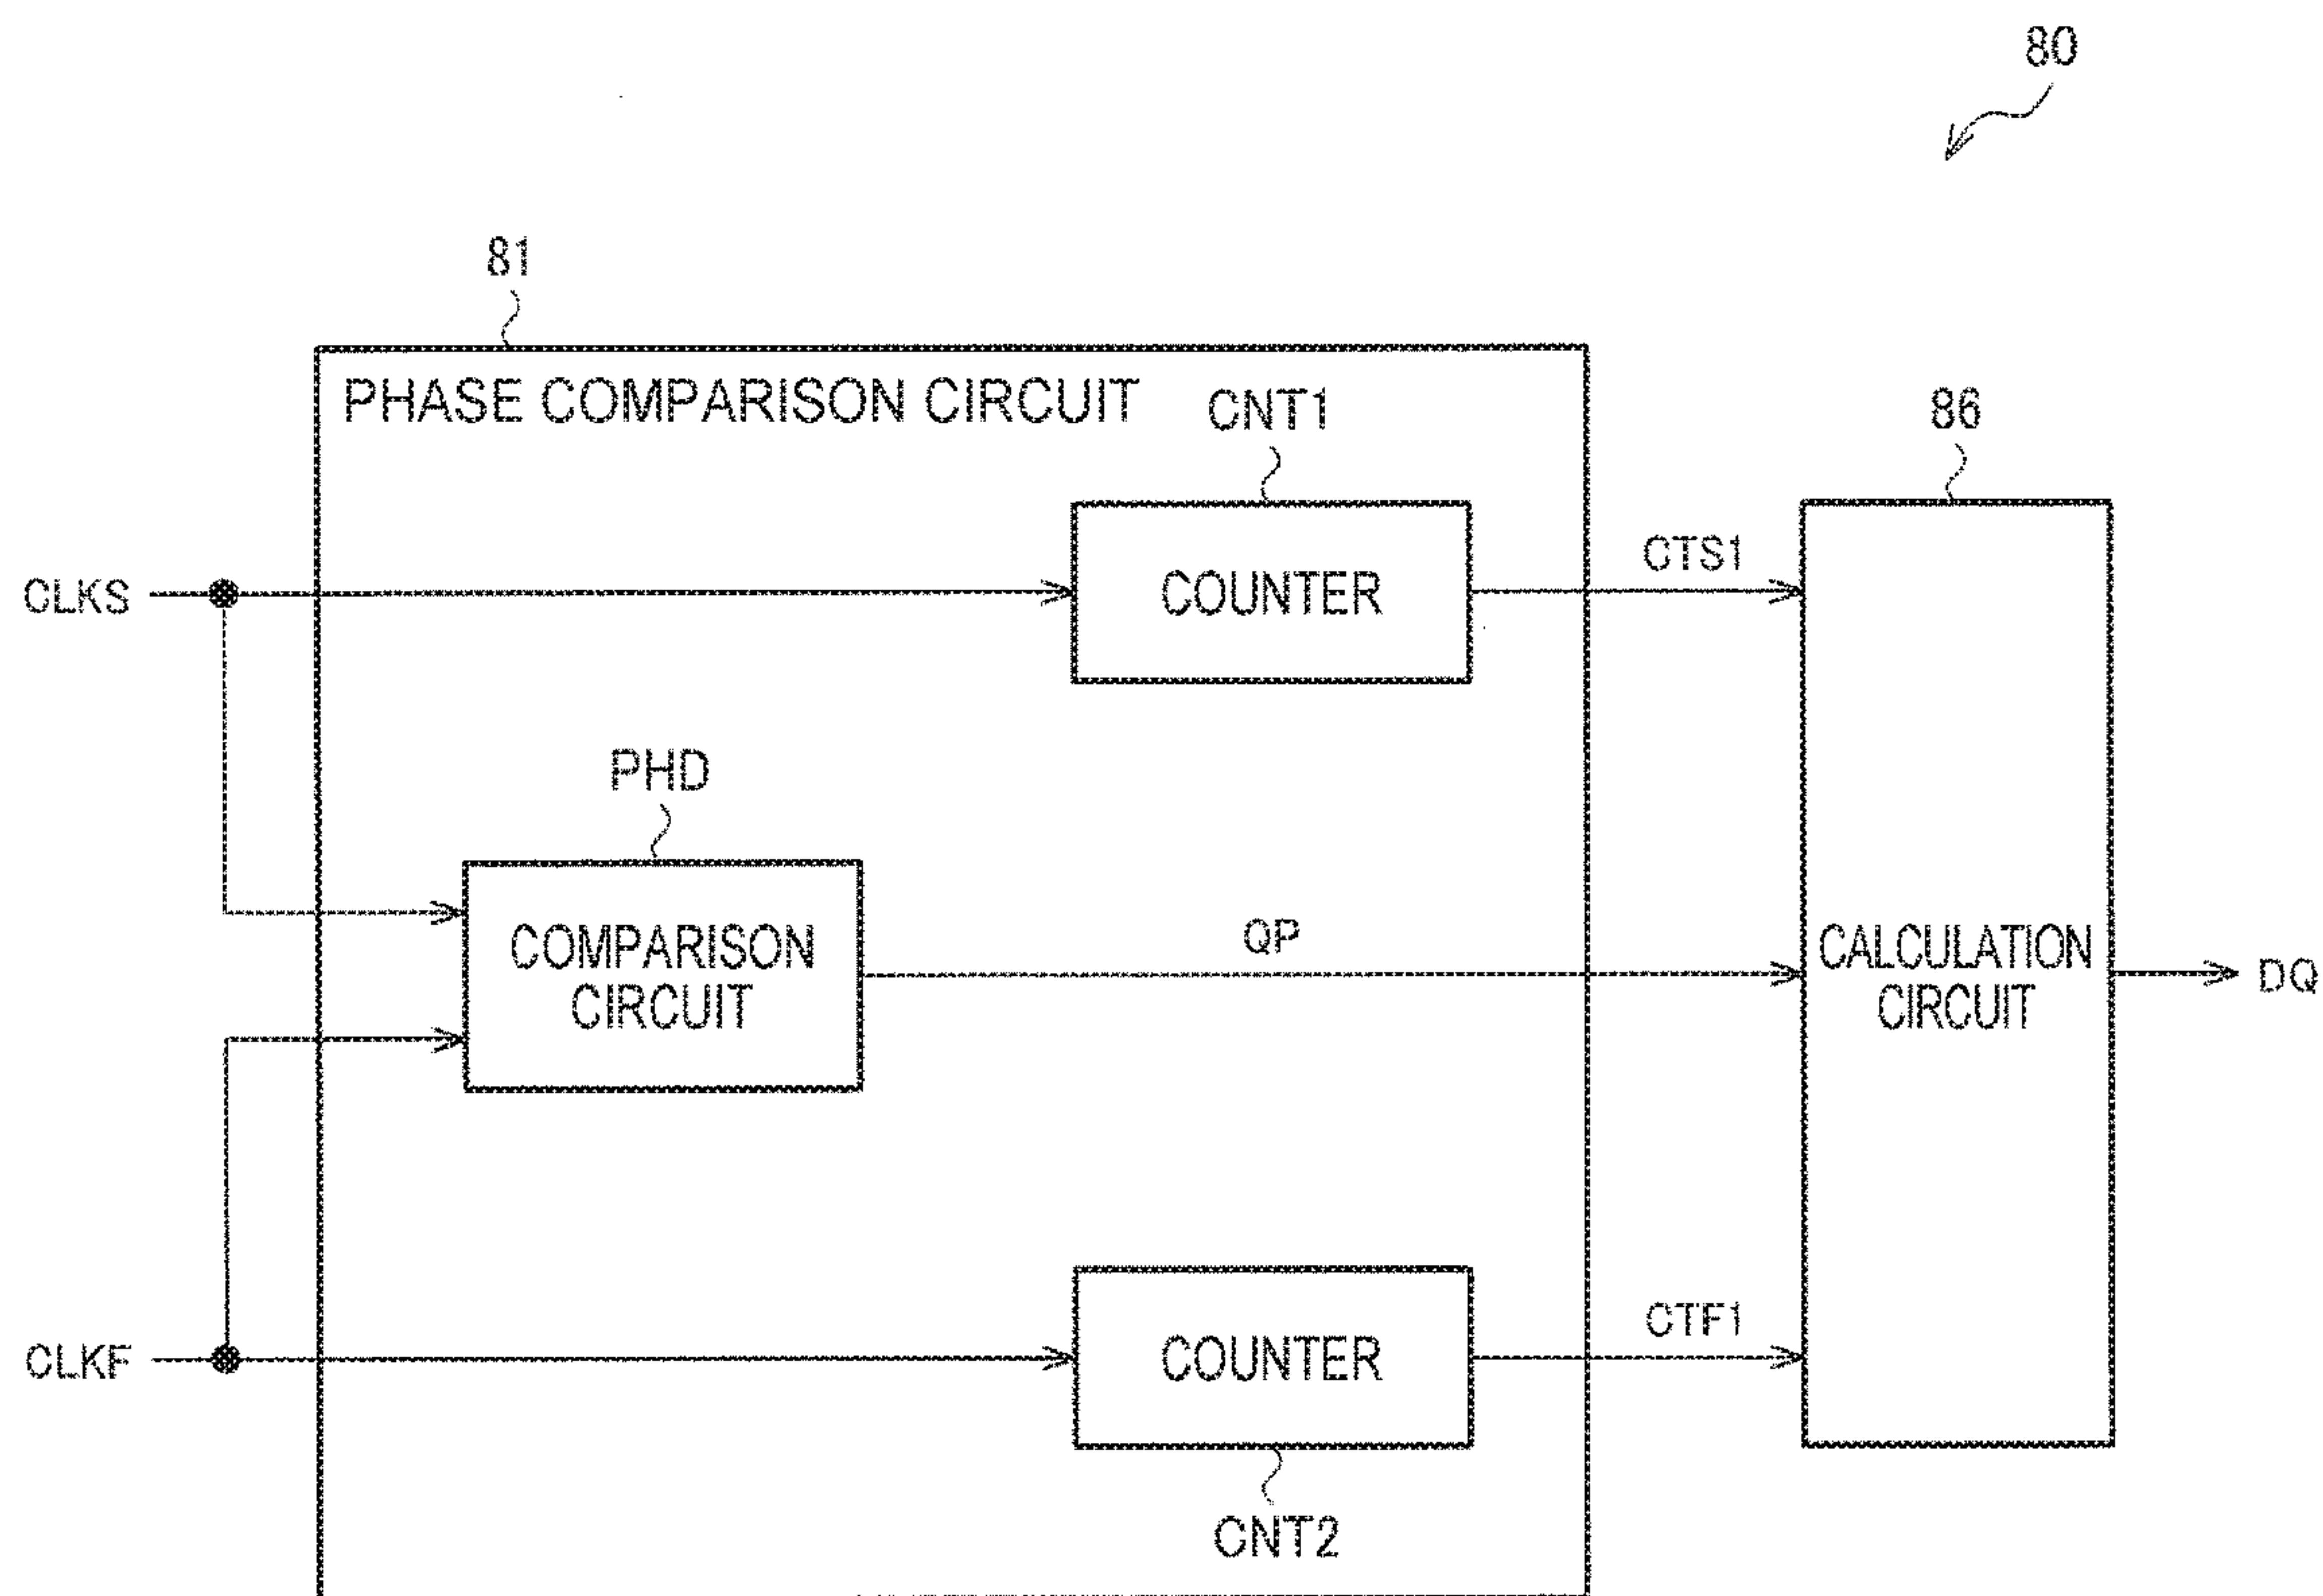 80
81
PHASE COMPARISON CIRCUIT
CNT1
86
CLKS
COUNTER
CTS1
PHD
COMPARISON
CIRCUIT
QP
CALCULATION
CIRCUIT
DQ
CLKF
COUNTER
CTF1
CNT2